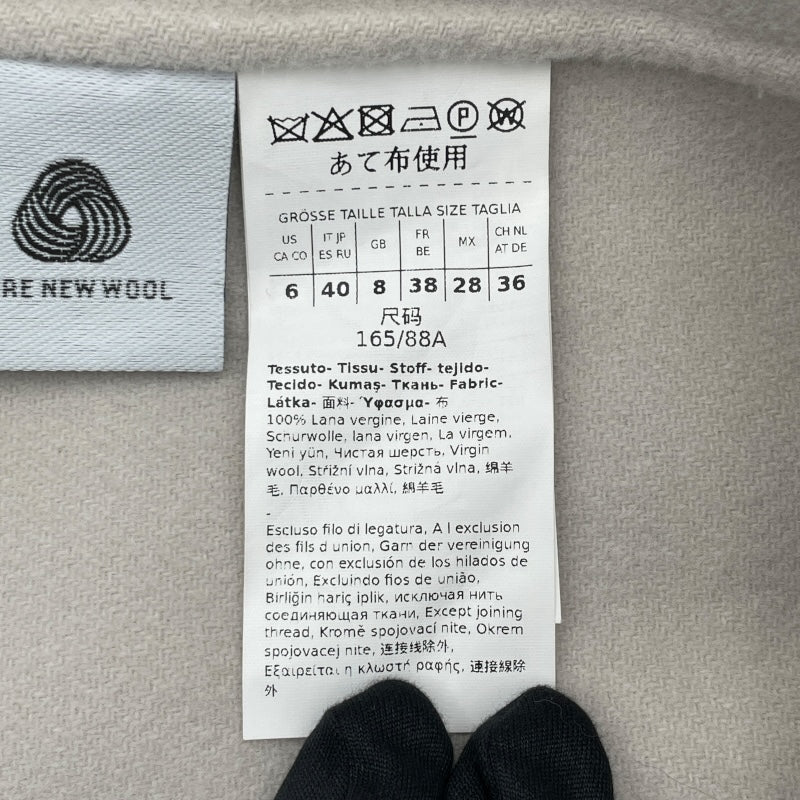 RE NEW WOOL
P W
あて布使用
GRÖSSE TAILLE TALLA SIZE TAGLIA
US CA CO IT JP ES RU GB FR BE MX CH NL AT DE
6 40 8 38 28 36
尺码
165/88A
Tessuto- Tissu- Stoff- tejido-
Tecido- Kumaş- Ткань- Fabric-
Látka- 面料- Ύφασμα- 布
100% Lana vergine, Laine vierge,
Schurwolle, lana virgen, La virgem,
Yeni yün, Чистая шерсть, Virgin
wool, Střižní vlna, Strižná vlna, 绵羊
毛, Παρθένο μαλλί, 綿羊毛
-
Escluso filo di legatura, A l exclusion
des fils d union, Garn der vereinigung
ohne, con exclusión de los hilados de
unión, Excluindo fios de união,
Birliğin hariç iplik, исключая нить
соединяющая ткани, Except joining
thread, Kromě spojovací nite, Okrem
spojovacej nite, 连接线除外,
Εξαιρείται η κλωστή ραφής, 連接線除
外